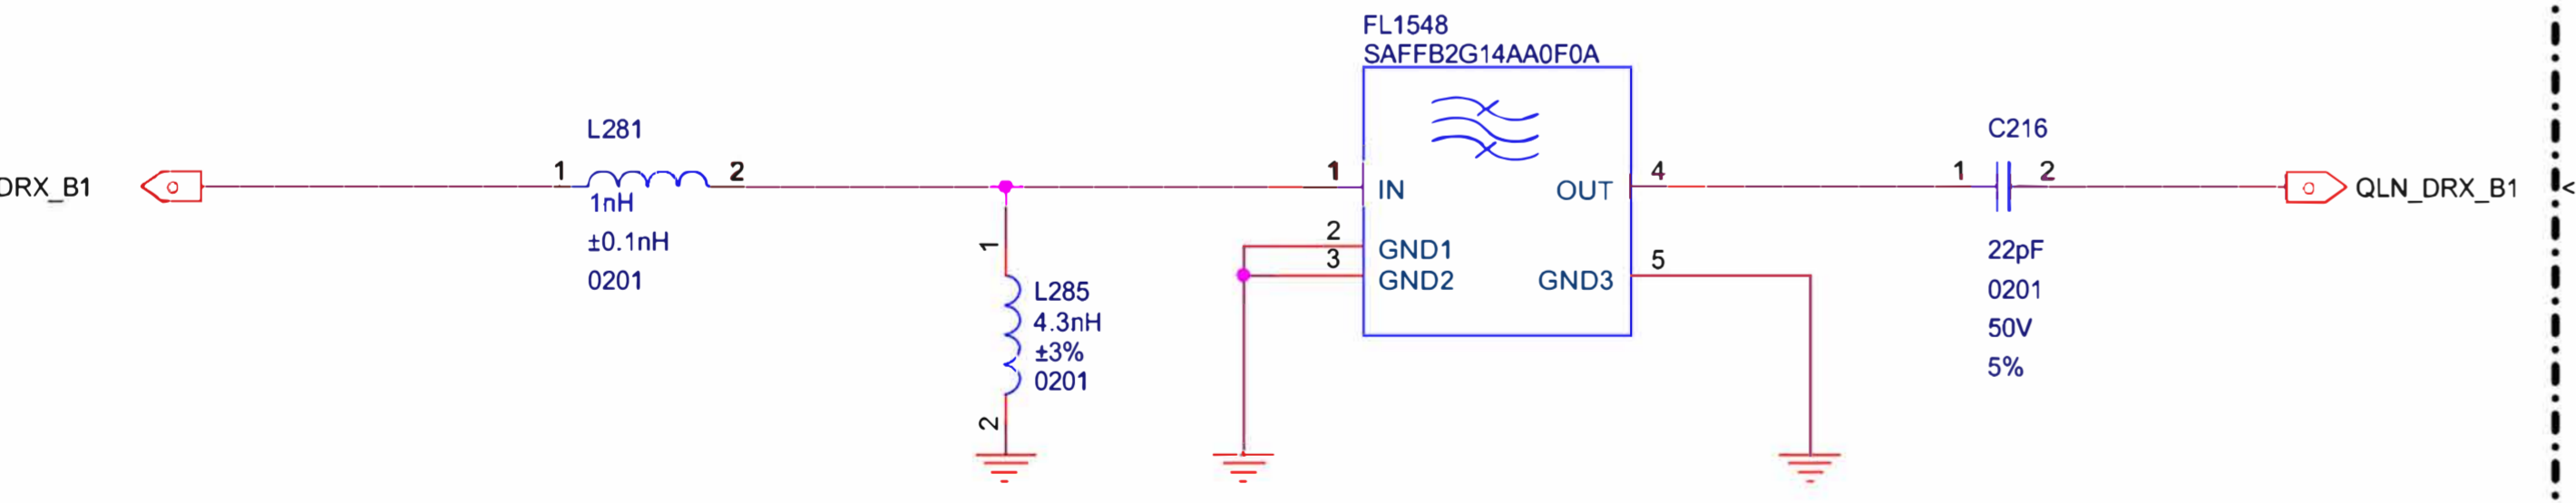 FL1548
SAFFB2G14AA0F0A
L281
C216
DRX_B1
1
2
1
IN
OUT
4
1
2
QLN_DRX_B1
<
1nH
±0.1nH
0201
1
2
GND1
3
GND2
GND3
5
22pF
0201
50V
5%
L285
4.3nH
±3%
0201
2